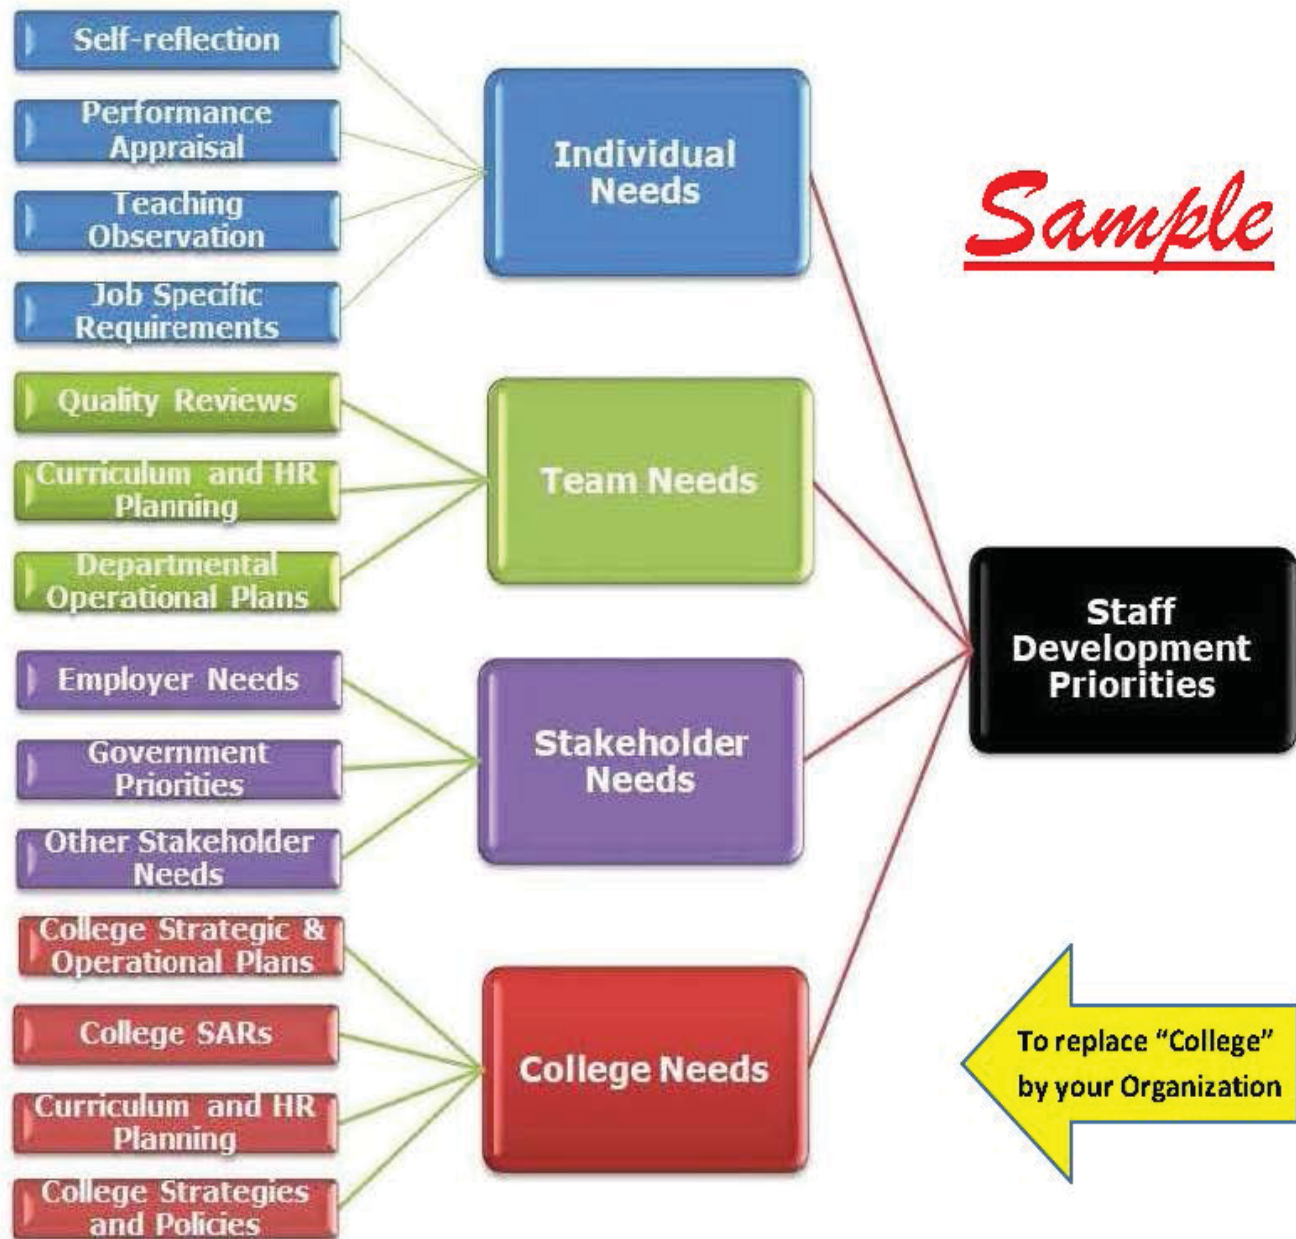 Self-reflection
Performance
Appraisal
Teaching
Observation
Job Specific
Requirements
Individual
Needs
Sample
Quality Reviews
Curriculum and HR
Planning
Departmental
Operational Plans
Team Needs
Staff
Development
Priorities
Employer Needs
Government
Priorities
Other Stakeholder
Needs
Stakeholder
Needs
College Strategic &
Operational Plans
College SARs
Curriculum and HR
Planning
College Strategies
and Policies
College Needs
To replace “College”
by your Organization